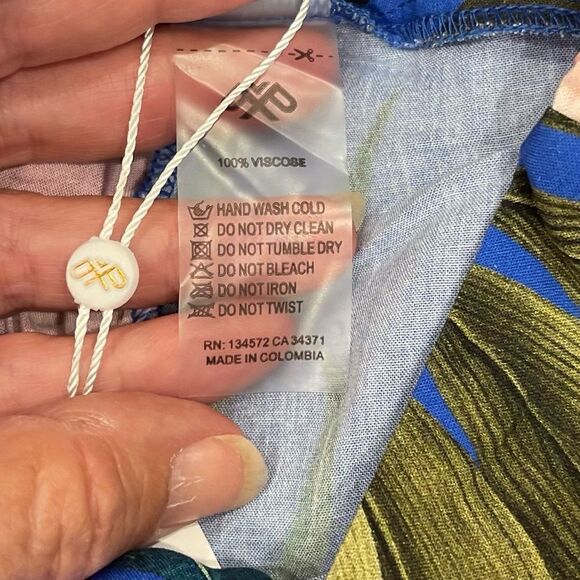 100% VISCOSE
HAND WASH COLD
DO NOT DRY CLEAN
DO NOT TUMBLE DRY
DO NOT BLEACH
DO NOT IRON
DO NOT TWIST
RN: 134572 CA 34371
MADE IN COLOMBIA